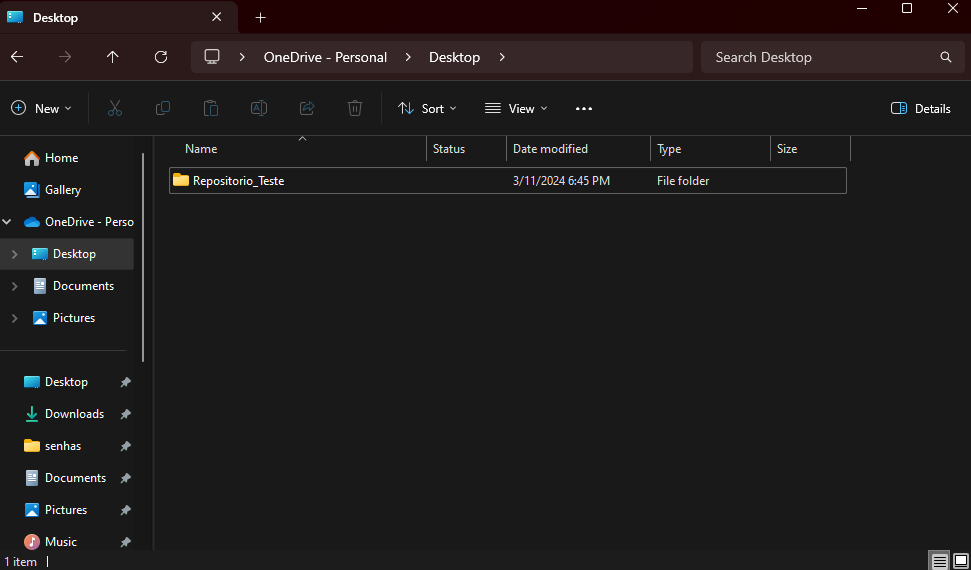 Desktop
OneDrive - Personal
Desktop
Search Desktop
New
Sort
View
Details
Name
Status
Date modified
Type
Size
Repositorio_Teste
3/11/2024 6:45 PM
File folder
Home
Gallery
OneDrive - Perso
Desktop
Documents
Pictures
Desktop
Downloads
senhas
Documents
Pictures
Music
1 item